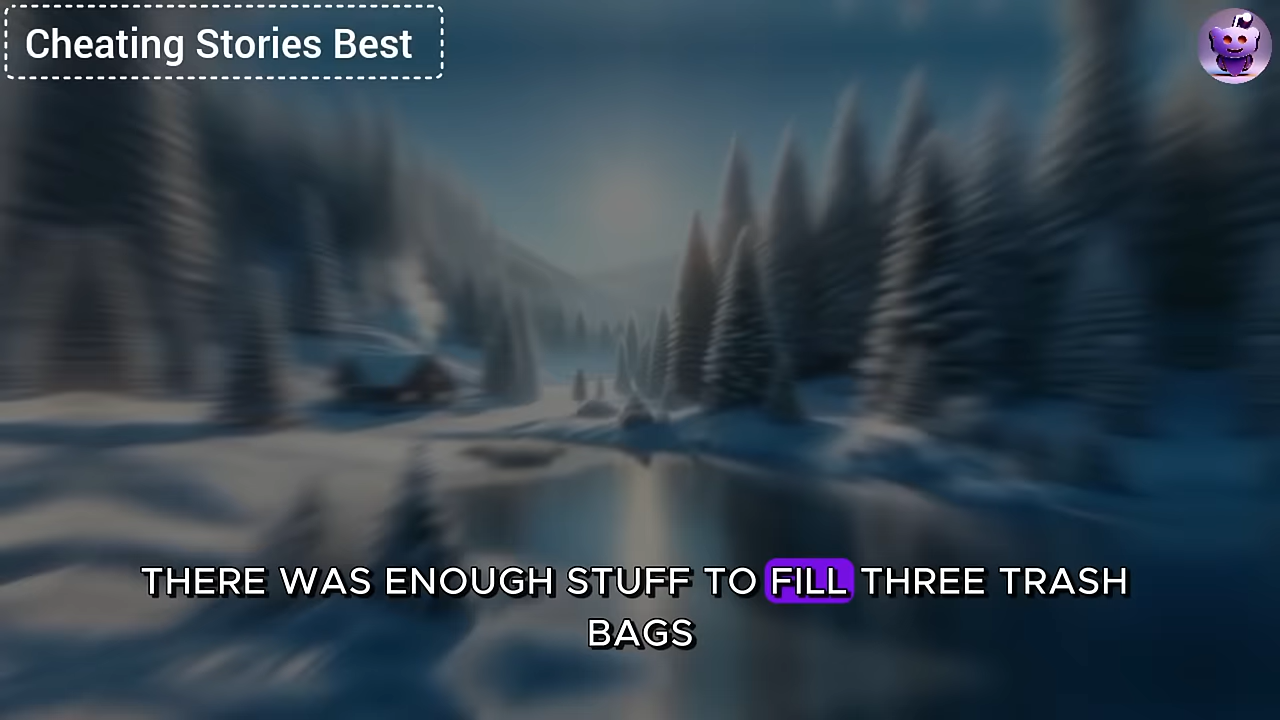 Cheating Stories Best
THERE WAS ENOUGH STUFF TO FILL THREE TRASH
BAGS